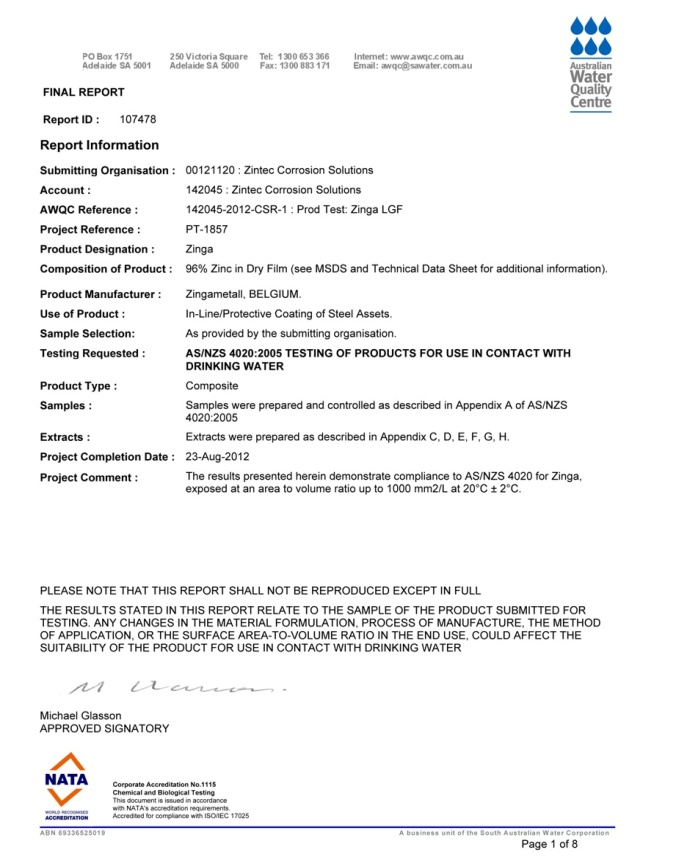 PO Box 1751 250 Victoria Square Tel: 1300 653 366 Internet: www.awqc.com.au
Adelaide SA 5001 Adelaide SA 5000 Fax: 1300 883 171 Email: awqc@sawater.com.au
Australian
Water
Quality
Centre
FINAL REPORT
Report ID : 107478
Report Information
Submitting Organisation : 00121120 : Zintec Corrosion Solutions
Account : 142045 : Zintec Corrosion Solutions
AWQC Reference : 142045-2012-CSR-1 : Prod Test: Zinga LGF
Project Reference : PT-1857
Product Designation : Zinga
Composition of Product : 96% Zinc in Dry Film (see MSDS and Technical Data Sheet for additional information).
Product Manufacturer : Zingametall, BELGIUM.
Use of Product : In-Line/Protective Coating of Steel Assets.
Sample Selection: As provided by the submitting organisation.
Testing Requested : AS/NZS 4020:2005 TESTING OF PRODUCTS FOR USE IN CONTACT WITH
DRINKING WATER
Product Type : Composite
Samples : Samples were prepared and controlled as described in Appendix A of AS/NZS
4020:2005
Extracts : Extracts were prepared as described in Appendix C, D, E, F, G, H.
Project Completion Date : 23-Aug-2012
Project Comment : The results presented herein demonstrate compliance to AS/NZS 4020 for Zinga,
exposed at an area to volume ratio up to 1000 mm2/L at 20°C ± 2°C.
PLEASE NOTE THAT THIS REPORT SHALL NOT BE REPRODUCED EXCEPT IN FULL
THE RESULTS STATED IN THIS REPORT RELATE TO THE SAMPLE OF THE PRODUCT SUBMITTED FOR
TESTING. ANY CHANGES IN THE MATERIAL FORMULATION, PROCESS OF MANUFACTURE, THE METHOD
OF APPLICATION, OR THE SURFACE AREA-TO-VOLUME RATIO IN THE END USE, COULD AFFECT THE
SUITABILITY OF THE PRODUCT FOR USE IN CONTACT WITH DRINKING WATER
Michael Glasson
APPROVED SIGNATORY
NATA
WORLD RECOGNISED
ACCREDITATION
Corporate Accreditation No.1115
Chemical and Biological Testing
This document is issued in accordance
with NATA's accreditation requirements.
Accredited for compliance with ISO/IEC 17025
ABN 69336525019 A business unit of the South Australian Water Corporation
Page 1 of 8